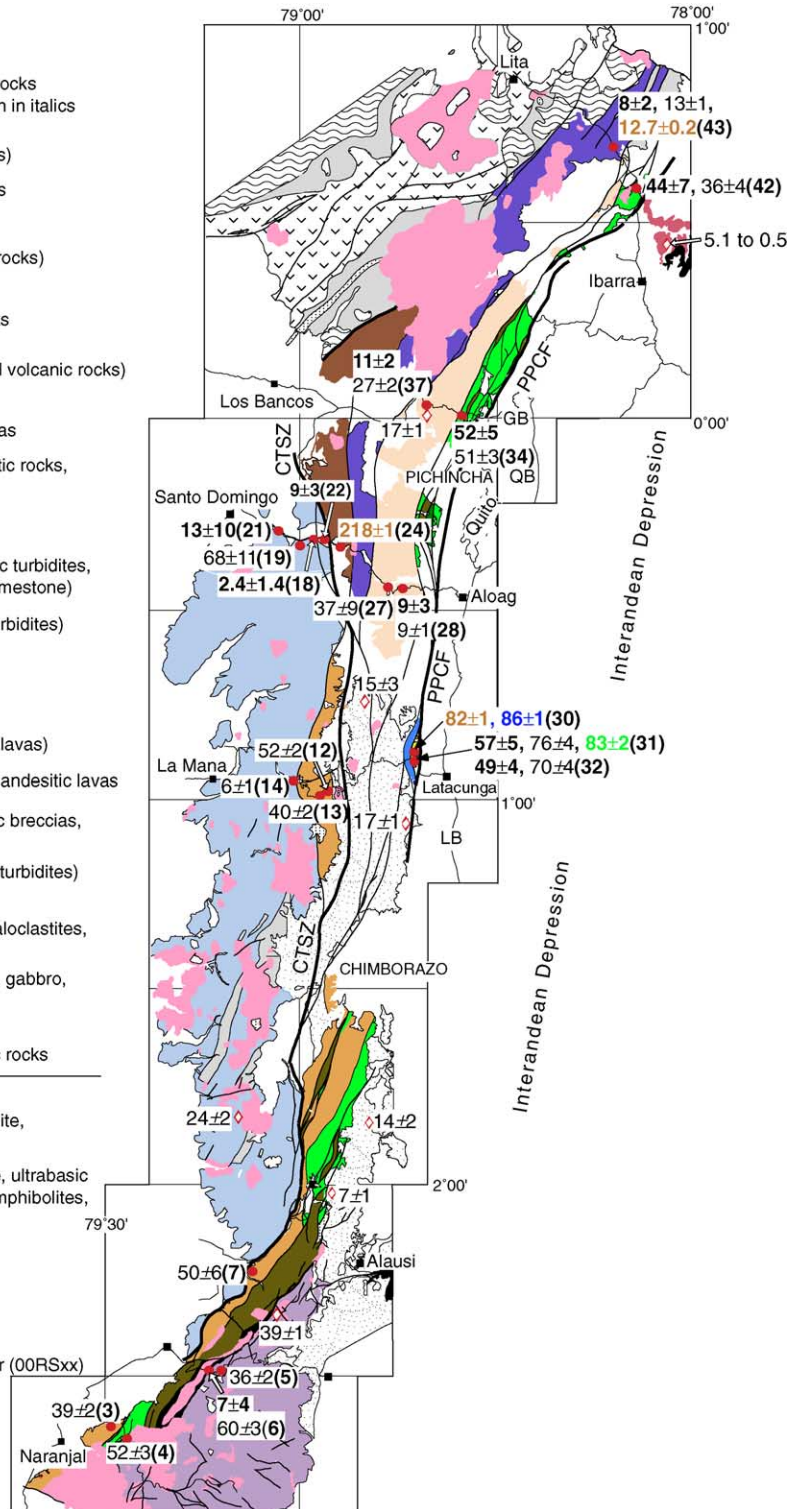 79°00'
78°00'
1°00'
Lita
ocks
h in italics
8±2, 13±1,
12.7±0.2(43)
s)
s
44±7, 36±4(42)
5.1 to 0.5
rocks)
Ibarra
s
11±2
27±2(37)
PPCF
l volcanic rocks)
Los Bancos
17±1
GB
0°00'
as
52±5
51±3(34)
CTSZ
tic rocks,
PICHINCHA
QB
9±3(22)
Santo Domingo
Quito
13±10(21)
218±1(24)
68±11(19)
c turbidites,
2.4±1.4(18)
mestone)
Aloag
37±9(27)
9±3
9±1(28)
rbidites)
Interandean Depression
PPCF
15±3
82±1, 86±1(30)
lavas)
52±2(12)
57±5, 76±4, 83±2(31)
La Mana
49±4, 70±4(32)
andesitic lavas
6±1(14)
Latacunga
1°00'
40±2(13)
17±1
c breccias,
LB
turbidites)
aloclastites,
CTSZ
CHIMBORAZO
gabbro,
Interandean Depression
c rocks
24±2
14±2
ite,
e, ultrabasic
7±1
2°00'
mphibolites,
79°30'
Alausi
50±6(7)
39±1
r (00RSxx)
36±2(5)
7±4
60±3(6)
39±2(3)
Naranjal
52±3(4)